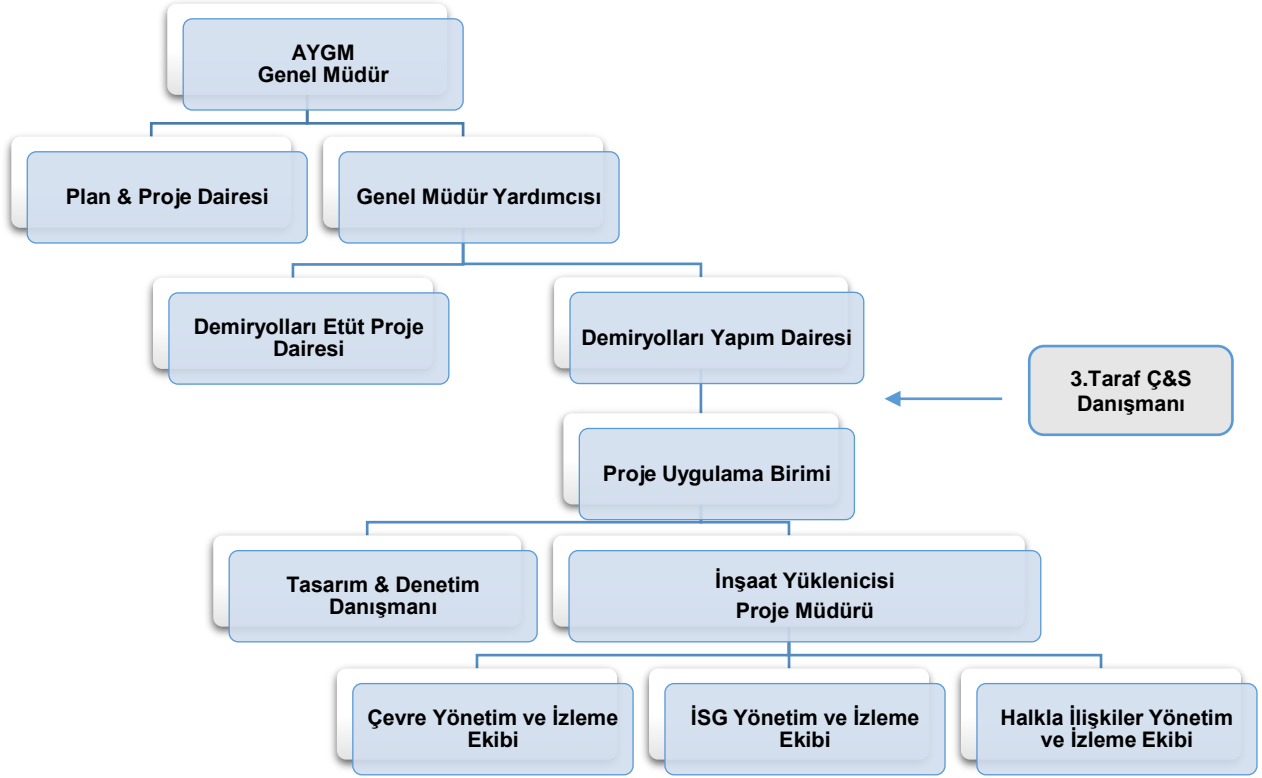 AYGM
Genel Müdür
Plan & Proje Dairesi
Genel Müdür Yardımcısı
Demiryolları Etüt Proje
Dairesi
Demiryolları Yapım Dairesi
3.Taraf Ç&S
Danışmanı
Proje Uygulama Birimi
Tasarım & Denetim
Danışmanı
İnşaat Yüklenicisi
Proje Müdürü
Çevre Yönetim ve İzleme
Ekibi
İSG Yönetim ve İzleme
Ekibi
Halkla İlişkiler Yönetim
ve İzleme Ekibi